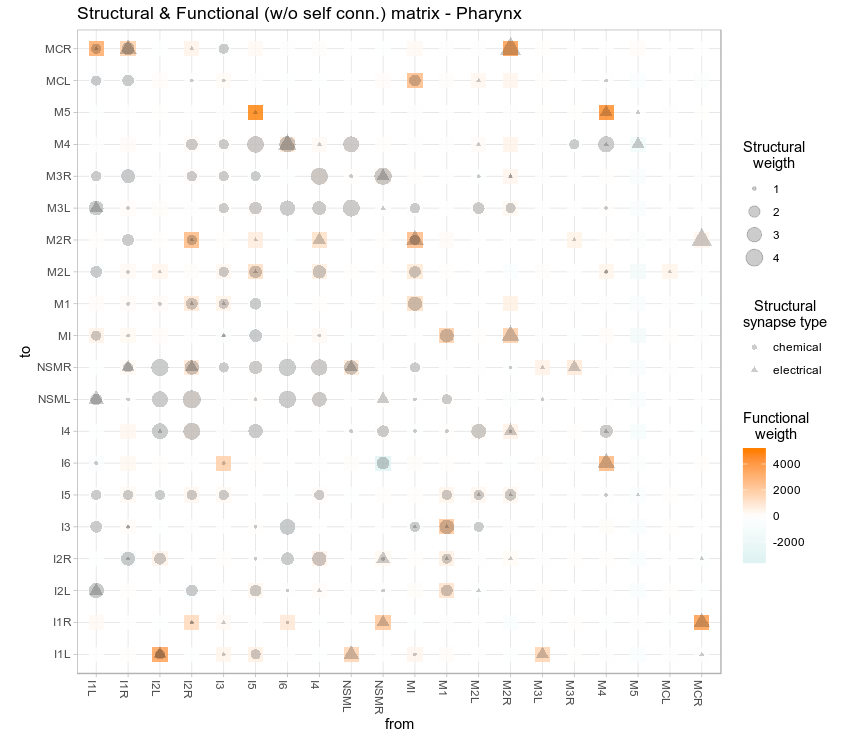 Structural & Functional (w/o self conn.) matrix - Pharynx
MCR
MCL
M5
M4
M3R
M3L
M2R
M2L
M1
MI
NSMR
NSML
I4
I6
I5
I3
I2R
I2L
I1R
I1L
to
I1L
I1R
I2L
I2R
I3
I5
I6
I4
NSML
NSMR
MI
M1
M2L
M2R
M3L
M3R
M4
M5
MCL
MCR
from
Structural
weigth
1
2
3
4
Structural
synapse type
chemical
electrical
Functional
weigth
4000
2000
0
-2000